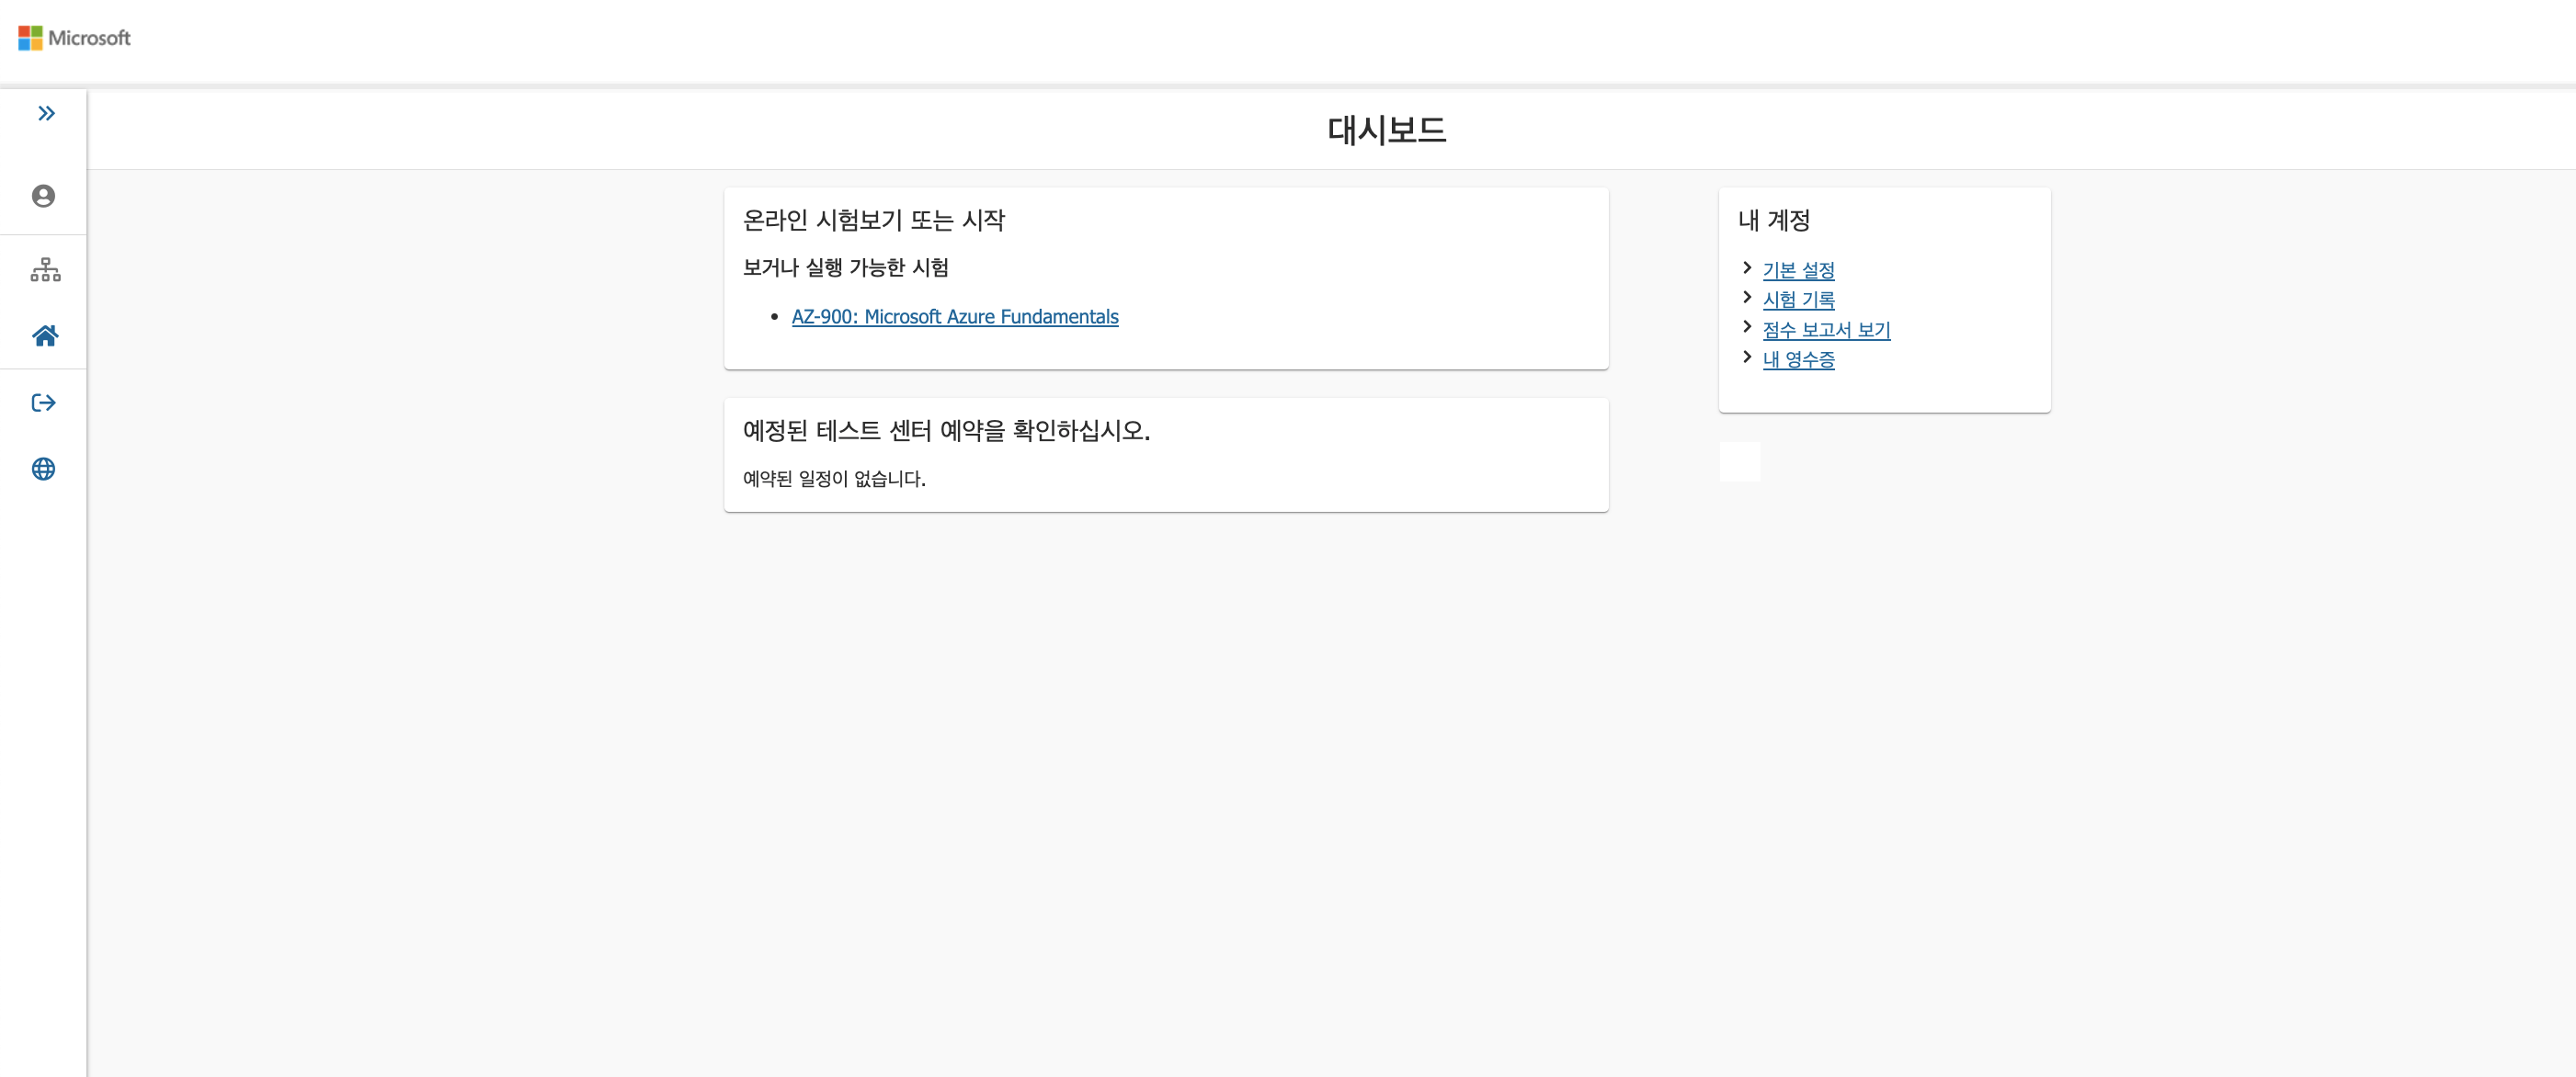 Microsoft
대시보드
온라인 시험보기 또는 시작
보거나 실행 가능한 시험
AZ-900: Microsoft Azure Fundamentals
예정된 테스트 센터 예약을 확인하십시오.
예약된 일정이 없습니다.
내 계정
기본 설정
시험 기록
점수 보고서 보기
내 영수증